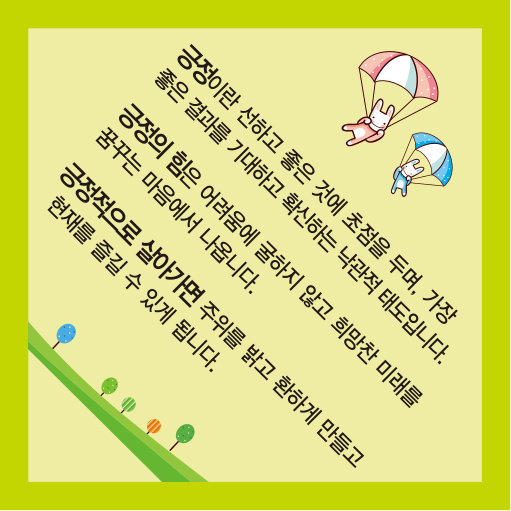 긍정이란 선하고 좋은 것에 초점을 두며, 가장
좋은 결과를 기대하고 확신하는 낙관적 태도입니다.
긍정의 힘은 어려움에 굴하지 않고 희망찬 미래를
꿈꾸는 마음에서 나옵니다.
긍정적으로 살아가면 주위를 밝고 환하게 만들고
현재를 즐길 수 있게 됩니다.